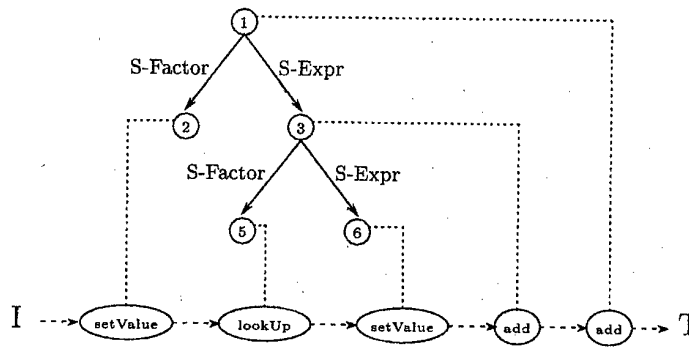 1
S-Factor S-Expr
2 3
S-Factor S-Expr
5 6
I setValue lookUp setValue add add T